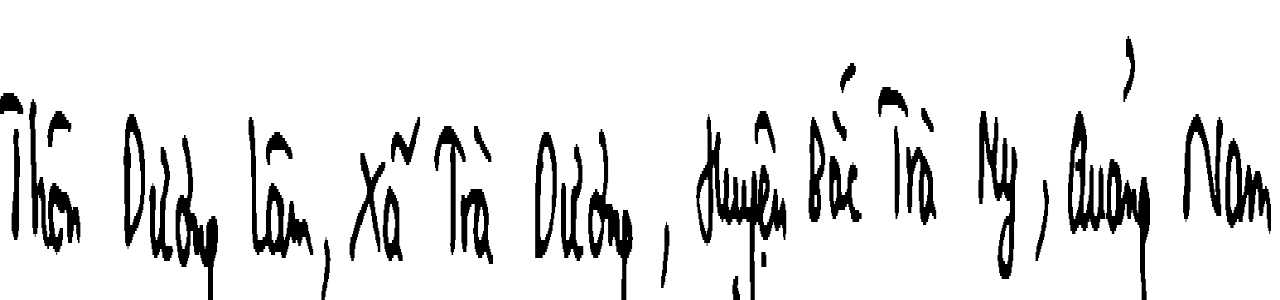 Thôn Dương Lâm, Xã Trà Dương, Huyện Bắc Trà My, Quảng Nam